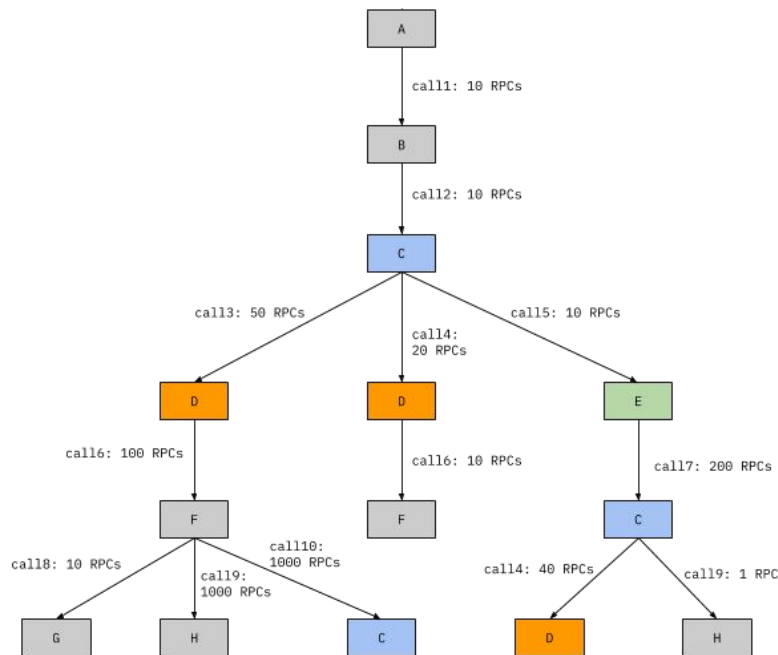 A
call1: 10 RPCs
B
call2: 10 RPCs
C
call3: 50 RPCs
call4:
20 RPCs
call5: 10 RPCs
D
D
E
call6: 100 RPCs
call6: 10 RPCs
call7: 200 RPCs
F
F
C
call8: 10 RPCs
call9:
1000 RPCs
call10:
1000 RPCs
call4: 40 RPCs
call9: 1 RPC
G
H
C
D
H